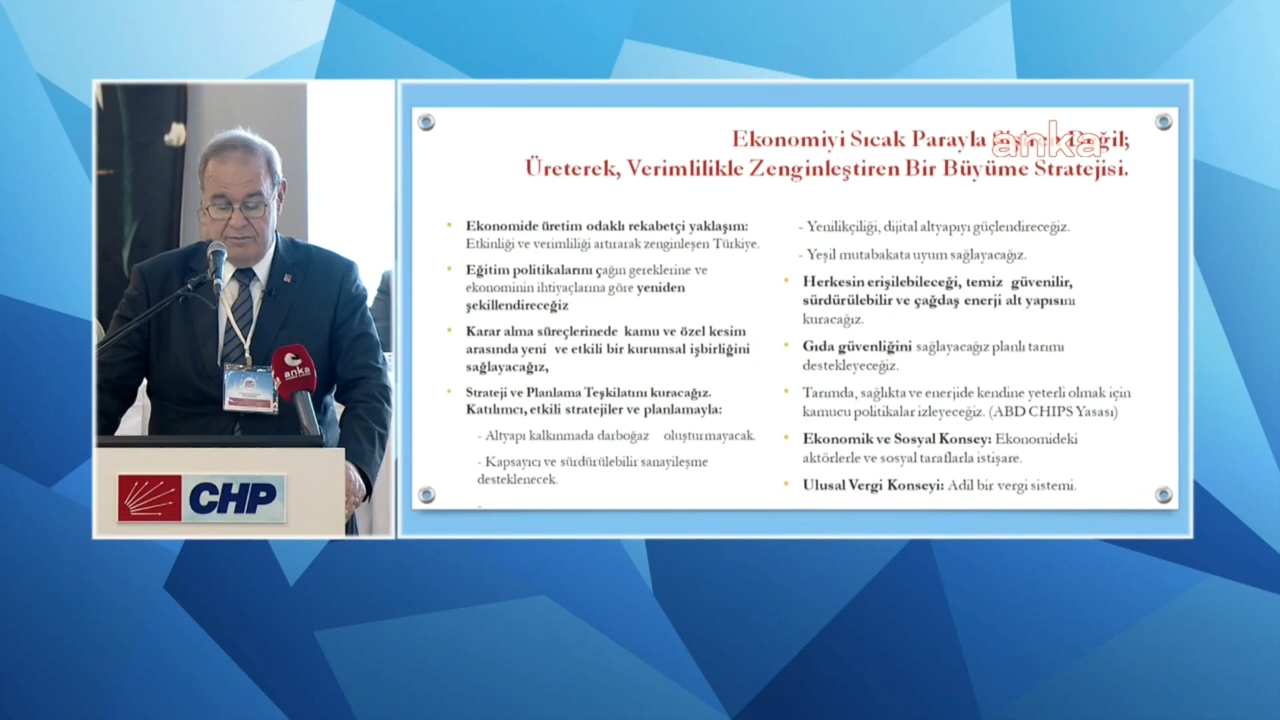 anka
CHP
Ekonomiyi Sıcak Parayla
anka
Üreterek, Verimlilikle Zenginleştiren Bir Büyüme Stratejisi.
• Ekonomide üretim odaklı rekabetçi yaklaşım:
Etkinliği ve verimliliği artırarak zenginleşen Türkiye.
• Eğitim politikalarını çağın gereklerine ve
ekonominin ihtiyaçlarına göre yeniden
şekillendireceğiz
• Karar alma süreçlerinede kamu ve özel kesim
arasında yeni ve etkili bir kurumsal işbirliğini
sağlayacağız,
• Strateji ve Planlama Teşkilatını kuracağız.
Katılımcı, etkili stratejiler ve planlamayla:
- Altyapı kalkınmada darboğaz oluşturmayacak.
- Kapsayıcı ve sürdürülebilir sanayileşme
desteklenecek.
-
- Yenilikçiliği, dijital altyapıyı güçlendireceğiz.
- Yeşil mutabakata uyum sağlayacağız.
• Herkesin erişilebileceği, temiz güvenilir,
sürdürülebilir ve çağdaş enerji alt yapısını
kuracağız.
• Gıda güvenliğini sağlayacağız planlı tarımı
destekleyeceğiz.
• Tarımda, sağlıkta ve enerjide kendine yeterli olmak için
kamucu politikalar izleyeceğiz. (ABD CHIPS Yasası)
• Ekonomik ve Sosyal Konsey: Ekonomideki
aktörlerle ve sosyal taraflarla istişare.
• Ulusal Vergi Konseyi: Adil bir vergi sistemi.